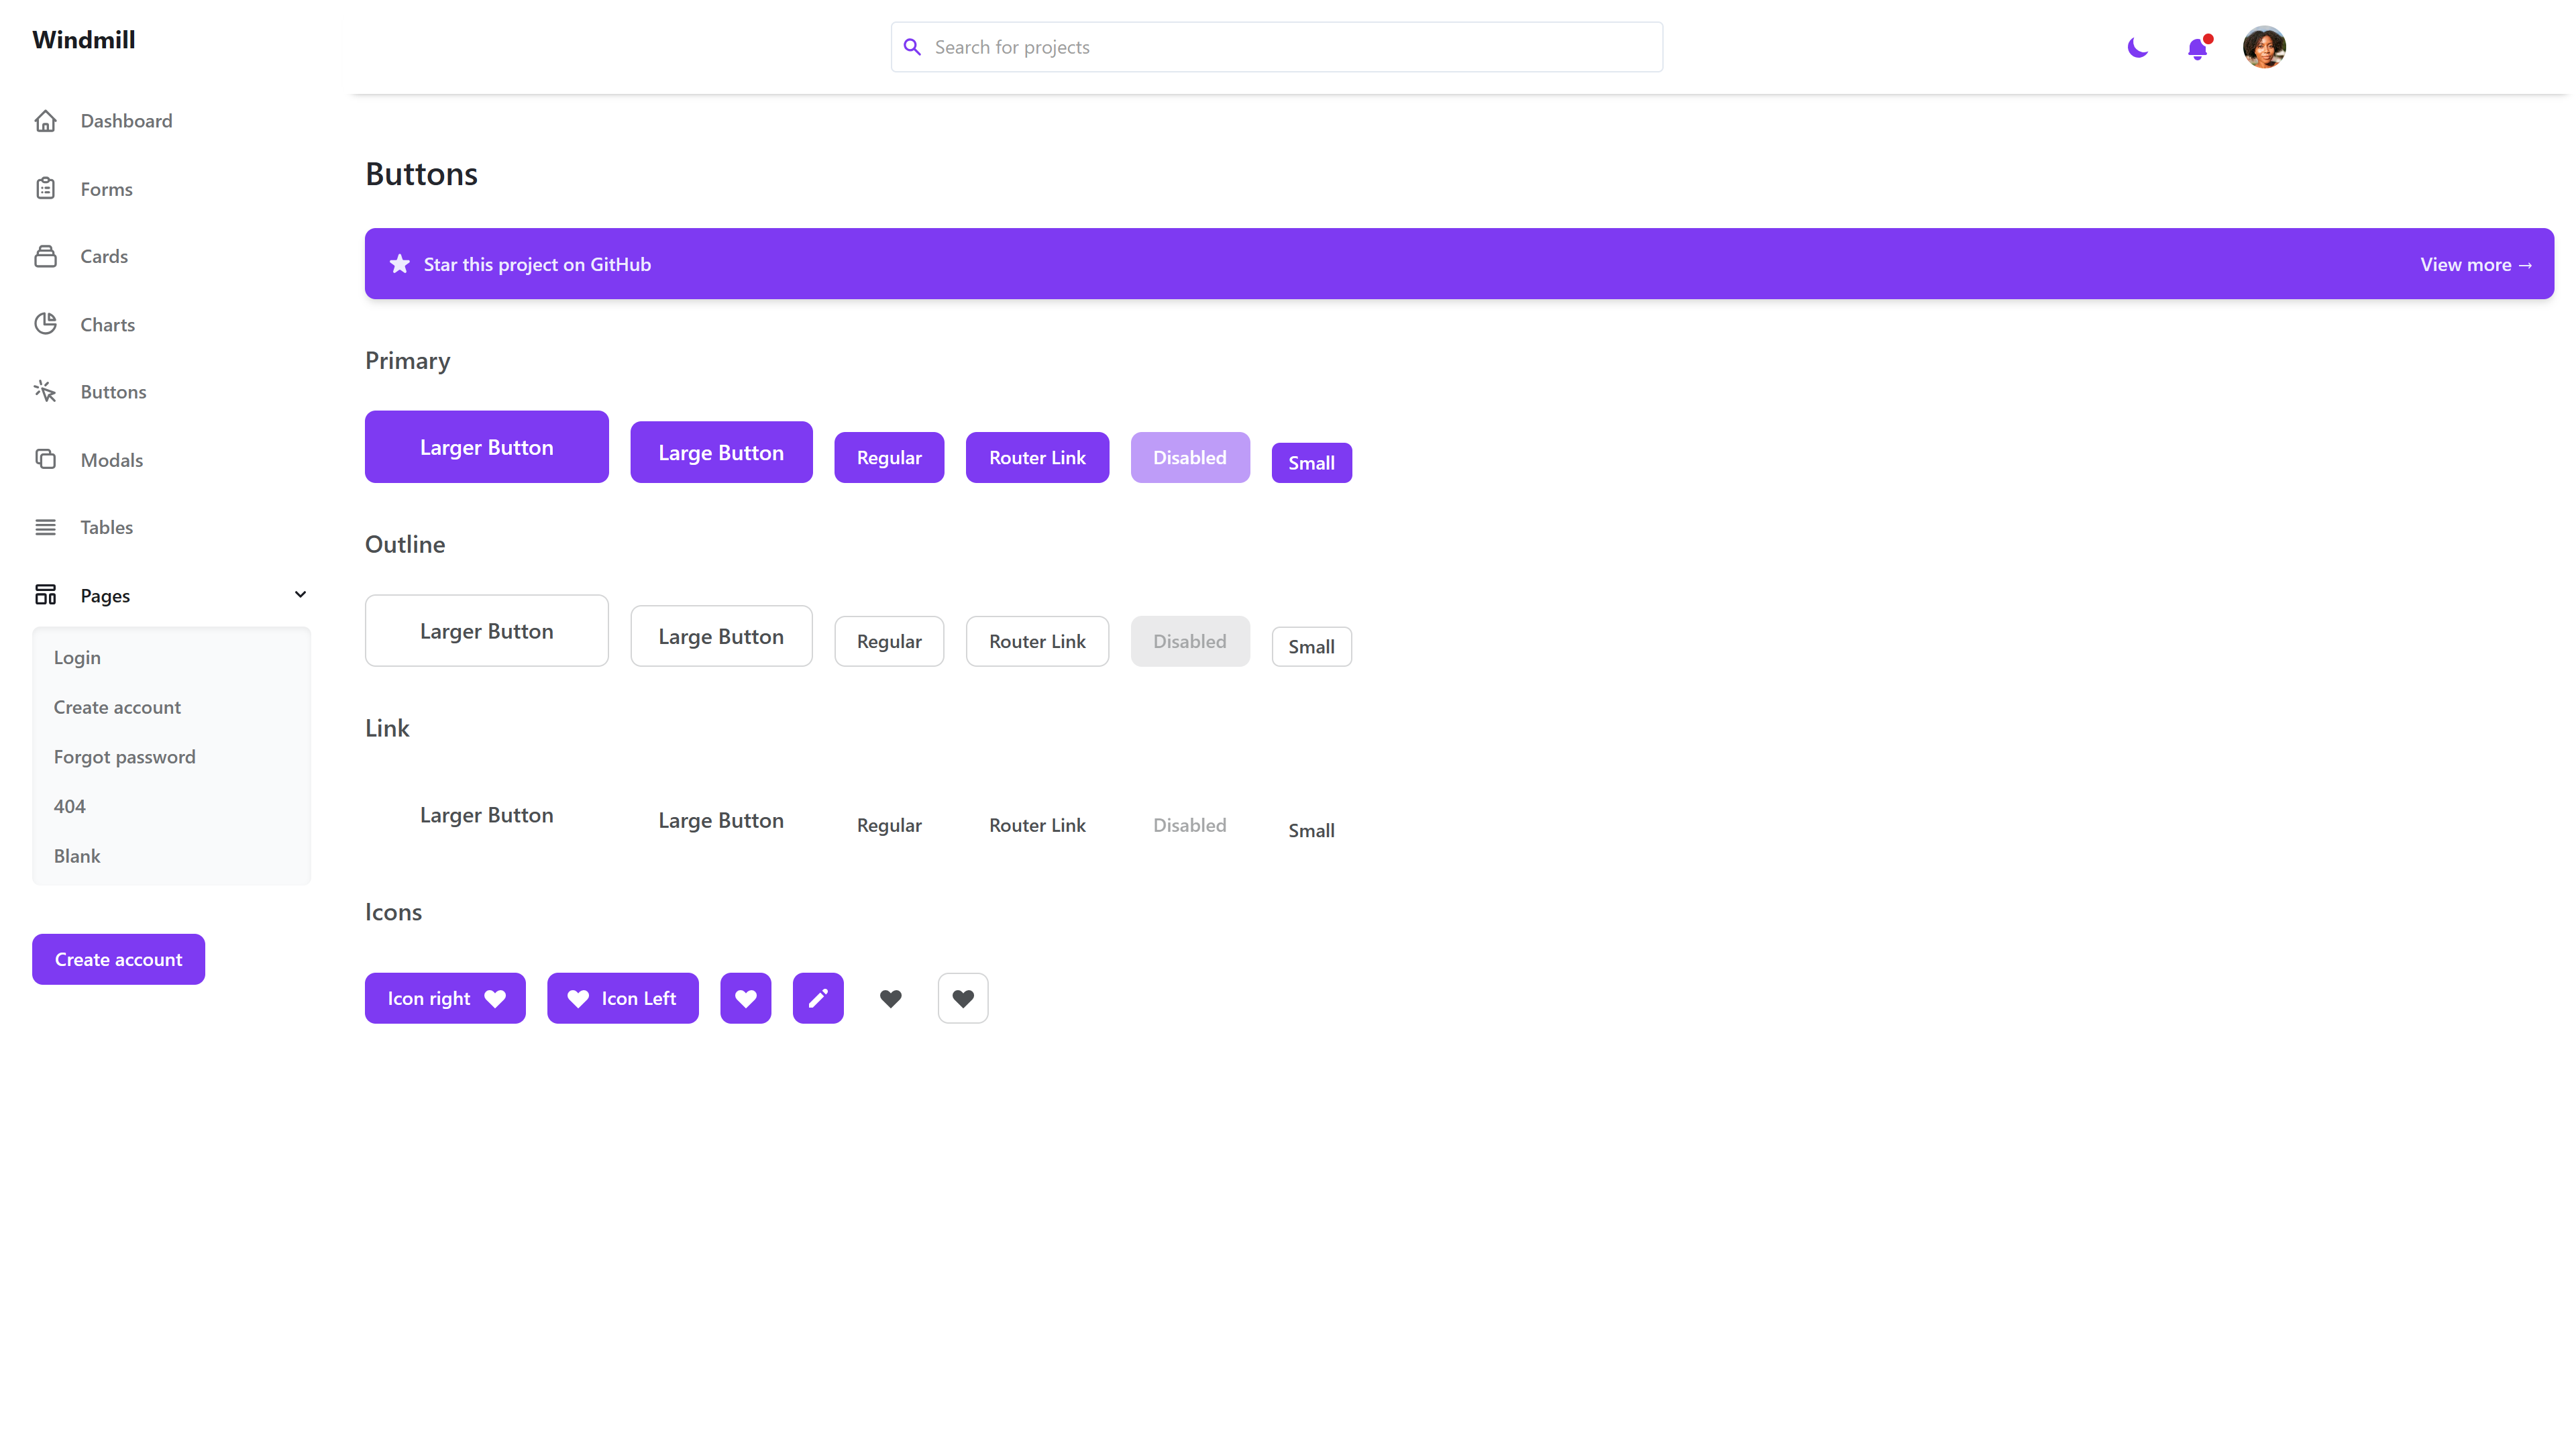 Windmill
Search for projects
Dashboard
Forms
Cards
Charts
Buttons
Modals
Tables
Pages
Login
Create account
Forgot password
404
Blank
Create account
Buttons
Star this project on GitHub
View more →
Primary
Larger Button
Large Button
Regular
Router Link
Disabled
Small
Outline
Larger Button
Large Button
Regular
Router Link
Disabled
Small
Link
Larger Button
Large Button
Regular
Router Link
Disabled
Small
Icons
Icon right
Icon Left